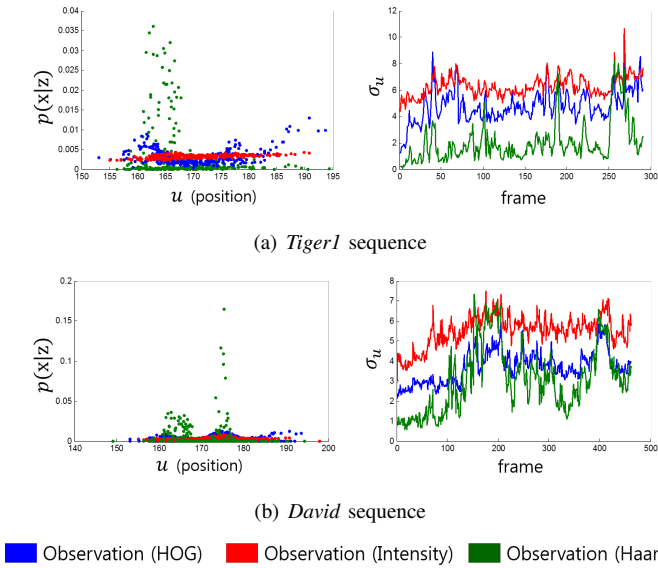 0.04
0.035
0.03
0.025
0.02
0.015
0.01
0.005
0
150 155 160 165 170 175 180 185 190 195
p(x|z)
u (position)
12
10
8
6
4
2
0
0 50 100 150 200 250 300
σu
frame
(a) Tiger1 sequence
0.2
0.15
0.1
0.05
0
140 150 160 170 180 190 200
p(x|z)
u (position)
8
7
6
5
4
3
2
1
0
0 100 200 300 400 500
σu
frame
(b) David sequence
Observation (HOG) Observation (Intensity) Observation (Haar